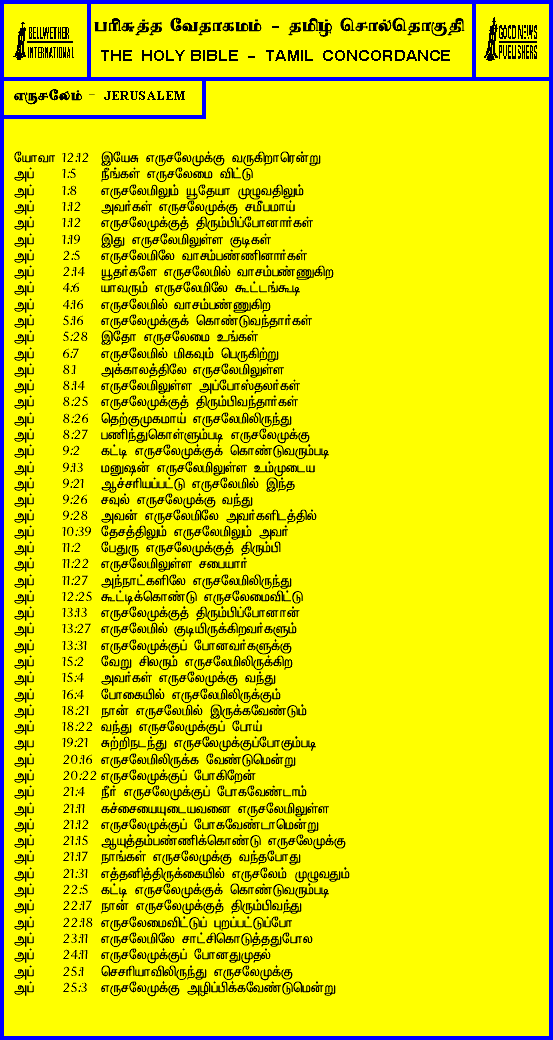 BELLWETHER
INTERNATIONAL
பரிசுத்த வேதாகமம் – தமிழ் சொல்தொகுதி
THE HOLY BIBLE – TAMIL CONCORDANCE
GOOD NEWS
PUBLISHERS
எருசலேம் – JERUSALEM
யோவா 12:12 இயேசு எருசலேமுக்கு வருகிறாரென்று
அப் 1:5 நீங்கள் எருசலேமை விட்டு
அப் 1:8 எருசலேமிலும் யூதேயா முழுவதிலும்
அப் 1:12 அவர்கள் எருசலேமுக்கு சமீபமாய்
அப் 1:12 எருசலேமுக்குத் திரும்பிப்போனார்கள்
அப் 1:19 இது எருசலேமிலுள்ள குடிகள்
அப் 2:5 எருசலேமிலே வாசம்பண்ணினார்கள்
அப் 2:14 யூதர்களே எருசலேமில் வாசம்பண்ணுகிற
அப் 4:6 யாவரும் எருசலேமிலே கூட்டங்கூடி
அப் 4:16 எருசலேமில் வாசம்பண்ணுகிற
அப் 5:16 எருசலேமுக்குக் கொண்டுவந்தார்கள்
அப் 5:28 இதோ எருசலேமை உங்கள்
அப் 6:7 எருசலேமில் மிகவும் பெருகிற்று
அப் 8:1 அக்காலத்திலே எருசலேமிலுள்ள
அப் 8:14 எருசலேமிலுள்ள அப்போஸ்தலர்கள்
அப் 8:25 எருசலேமுக்குத் திரும்பிவந்தார்கள்
அப் 8:26 தெற்குமுகமாய் எருசலேமிலிருந்து
அப் 8:27 பணிந்துகொள்ளும்படி எருசலேமுக்கு
அப் 9:2 கட்டி எருசலேமுக்குக் கொண்டுவரும்படி
அப் 9:13 மனுஷன் எருசலேமிலுள்ள உம்முடைய
அப் 9:21 ஆச்சரியப்பட்டு எருசலேமில் இந்த
அப் 9:26 சவுல் எருசலேமுக்கு வந்து
அப் 9:28 அவன் எருசலேமிலே அவர்களிடத்தில்
அப் 10:39 தேசத்திலும் எருசலேமிலும் அவர்
அப் 11:2 பேதுரு எருசலேமுக்குத் திரும்பி
அப் 11:22 எருசலேமிலுள்ள சபையார்
அப் 11:27 அந்நாட்களிலே எருசலேமிலிருந்து
அப் 12:25 கூட்டிக்கொண்டு எருசலேமைவிட்டு
அப் 13:13 எருசலேமுக்குத் திரும்பிப்போனான்
அப் 13:27 எருசலேமில் குடியிருக்கிறவர்களும்
அப் 13:31 எருசலேமுக்குப் போனவர்களுக்கு
அப் 15:2 வேறு சிலரும் எருசலேமிலிருக்கிற
அப் 15:4 அவர்கள் எருசலேமுக்கு வந்து
அப் 16:4 போகையில் எருசலேமிலிருக்கும்
அப் 18:21 நான் எருசலேமில் இருக்கவேண்டும்
அப் 18:22 வந்து எருசலேமுக்குப் போய்
அப 19:21 சுற்றிநடந்து எருசலேமுக்குப்போகும்படி
அப் 20:16 எருசலேமிலிருக்க வேண்டுமென்று
அப் 20:22 எருசலேமுக்குப் போகிறேன்
அப் 21:4 நீர் எருசலேமுக்குப் போகவேண்டாம்
அப் 21:11 கச்சையையுடையவனை எருசலேமிலுள்ள
அப் 21:12 எருசலேமுக்குப் போகவேண்டாமென்று
அப் 21:15 ஆயுத்தம்பண்ணிக்கொண்டு எருசலேமுக்கு
அப் 21:17 நாங்கள் எருசலேமுக்கு வந்தபோது
அப் 21:31 எத்தனித்திருக்கையில் எருசலேம் முழுவதும்
அப் 22:5 கட்டி எருசலேமுக்குக் கொண்டுவரும்படி
அப் 22:17 நான் எருசலேமுக்குத் திரும்பிவந்து
அப் 22:18 எருசலேமைவிட்டுப் புறப்பட்டுப்போ
அப் 23:11 எருசலேமிலே சாட்சிகொடுத்ததுபோல
அப் 24:11 எருசலேமுக்குப் போனதுமுதல்
அப் 25:1 செசரியாவிலிருந்து எருசலேமுக்கு
அப் 25:3 எருசலேமுக்கு அழிப்பிக்கவேண்டுமென்று